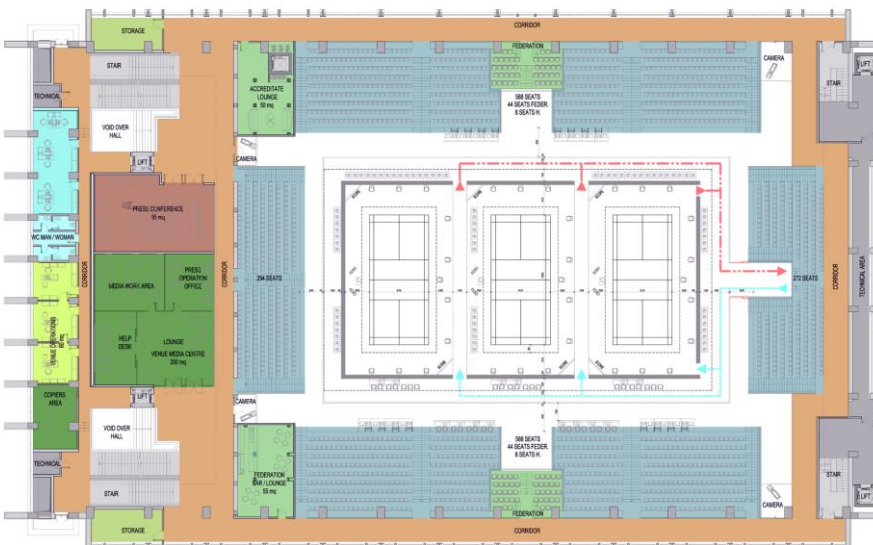 CORRIDOR
STORAGE
STAIR
TECHNICAL
VOID OVER
HALL
LIFT
ACCREDITATE
LOUNGE
50 mq
FEDERATION
588 SEATS
44 SEATS FEDER.
8 SEATS H.
CAMERA
STAIR
LIFT
CAMERA
PRESS CONFERENCE
WC MAN / WOMAN
CORRIDOR
CORRIDOR
MEDIA WORK AREA
PRESS
OPERATION
OFFICE
294 SEATS
272 SEATS
CORRIDOR
TECHNICAL AREA
VENUE OPERATIONS
HELP
DESK
LOUNGE
VENUE MEDIA CENTRE
COPIERS
AREA
LIFT
VOID OVER
HALL
CAMERA
588 SEATS
44 SEATS FEDER.
8 SEATS H.
TECHNICAL
STAIR
FEDERATION
BAR / LOUNGE
55 mq
STAIR
LIFT
CAMERA
FEDERATION
STORAGE
CORRIDOR